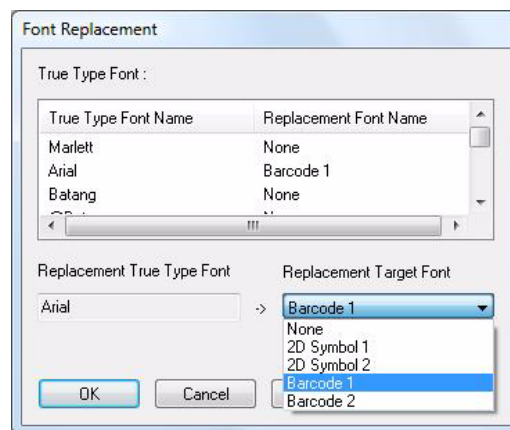 Font Replacement
True Type Font :
True Type Font Name Replacement Font Name
Marlett None
Arial Barcode 1
Batang None
Replacement True Type Font Replacement Target Font
Arial -> Barcode 1
None
2D Symbol 1
2D Symbol 2
Barcode 1
Barcode 2
OK Cancel